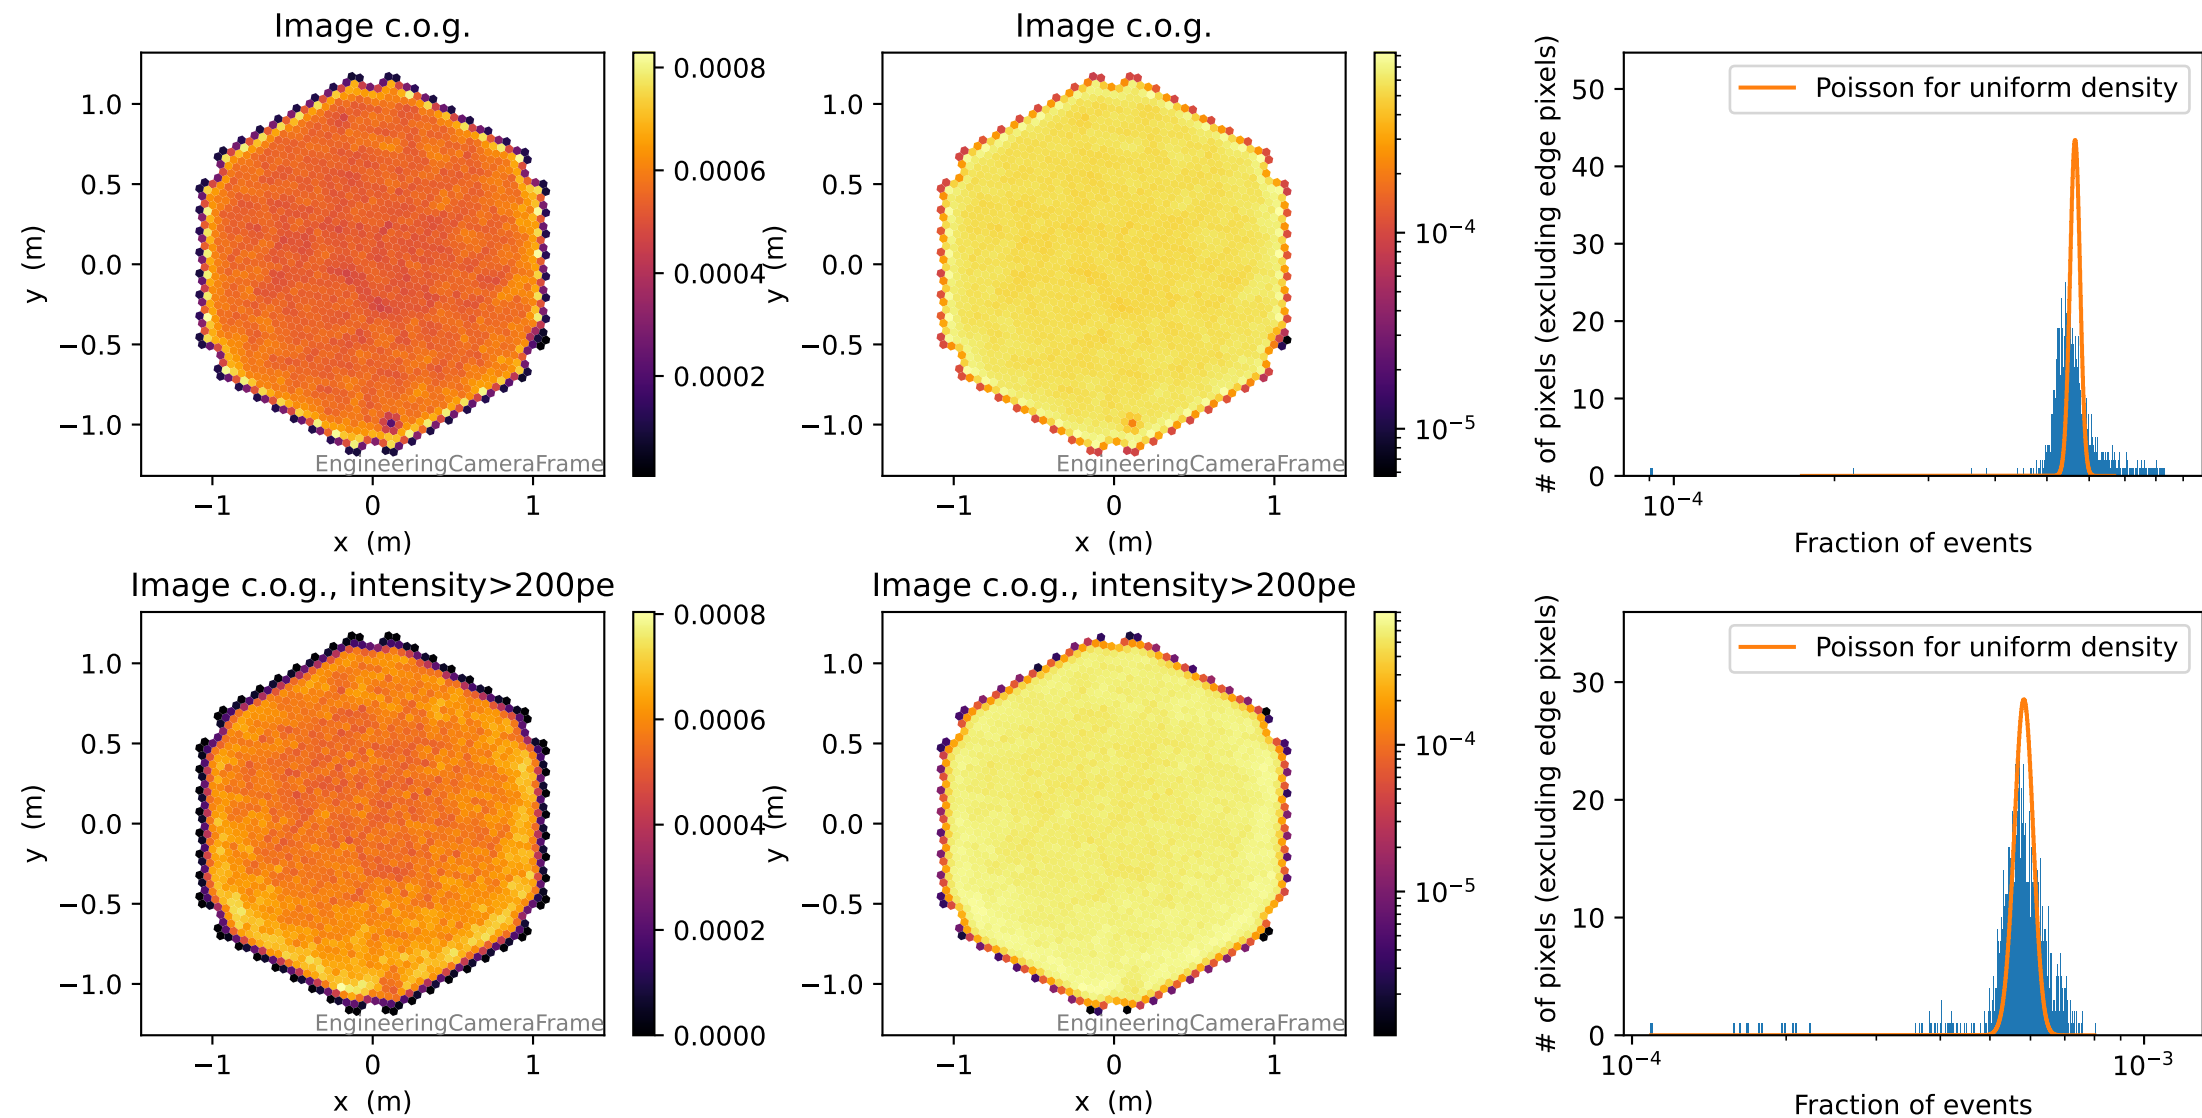 Image c.o.g.
1.0
0.5
0.0
−0.5
−1.0
y (m)
−1
0
1
x (m)
EngineeringCameraFrame
0.0008
0.0006
0.0004
0.0002
Image c.o.g.
1.0
0.5
0.0
−0.5
−1.0
y (m)
−1
0
1
x (m)
EngineeringCameraFrame
10⁻⁴
10⁻⁵
# of pixels (excluding edge pixels)
50
40
30
20
10
0
Poisson for uniform density
10⁻⁴
Fraction of events
Image c.o.g., intensity>200pe
1.0
0.5
0.0
−0.5
−1.0
y (m)
−1
0
1
x (m)
EngineeringCameraFrame
0.0008
0.0006
0.0004
0.0002
0.0000
Image c.o.g., intensity>200pe
1.0
0.5
0.0
−0.5
−1.0
y (m)
−1
0
1
x (m)
EngineeringCameraFrame
10⁻⁴
10⁻⁵
# of pixels (excluding edge pixels)
30
20
10
0
Poisson for uniform density
10⁻⁴
10⁻³
Fraction of events